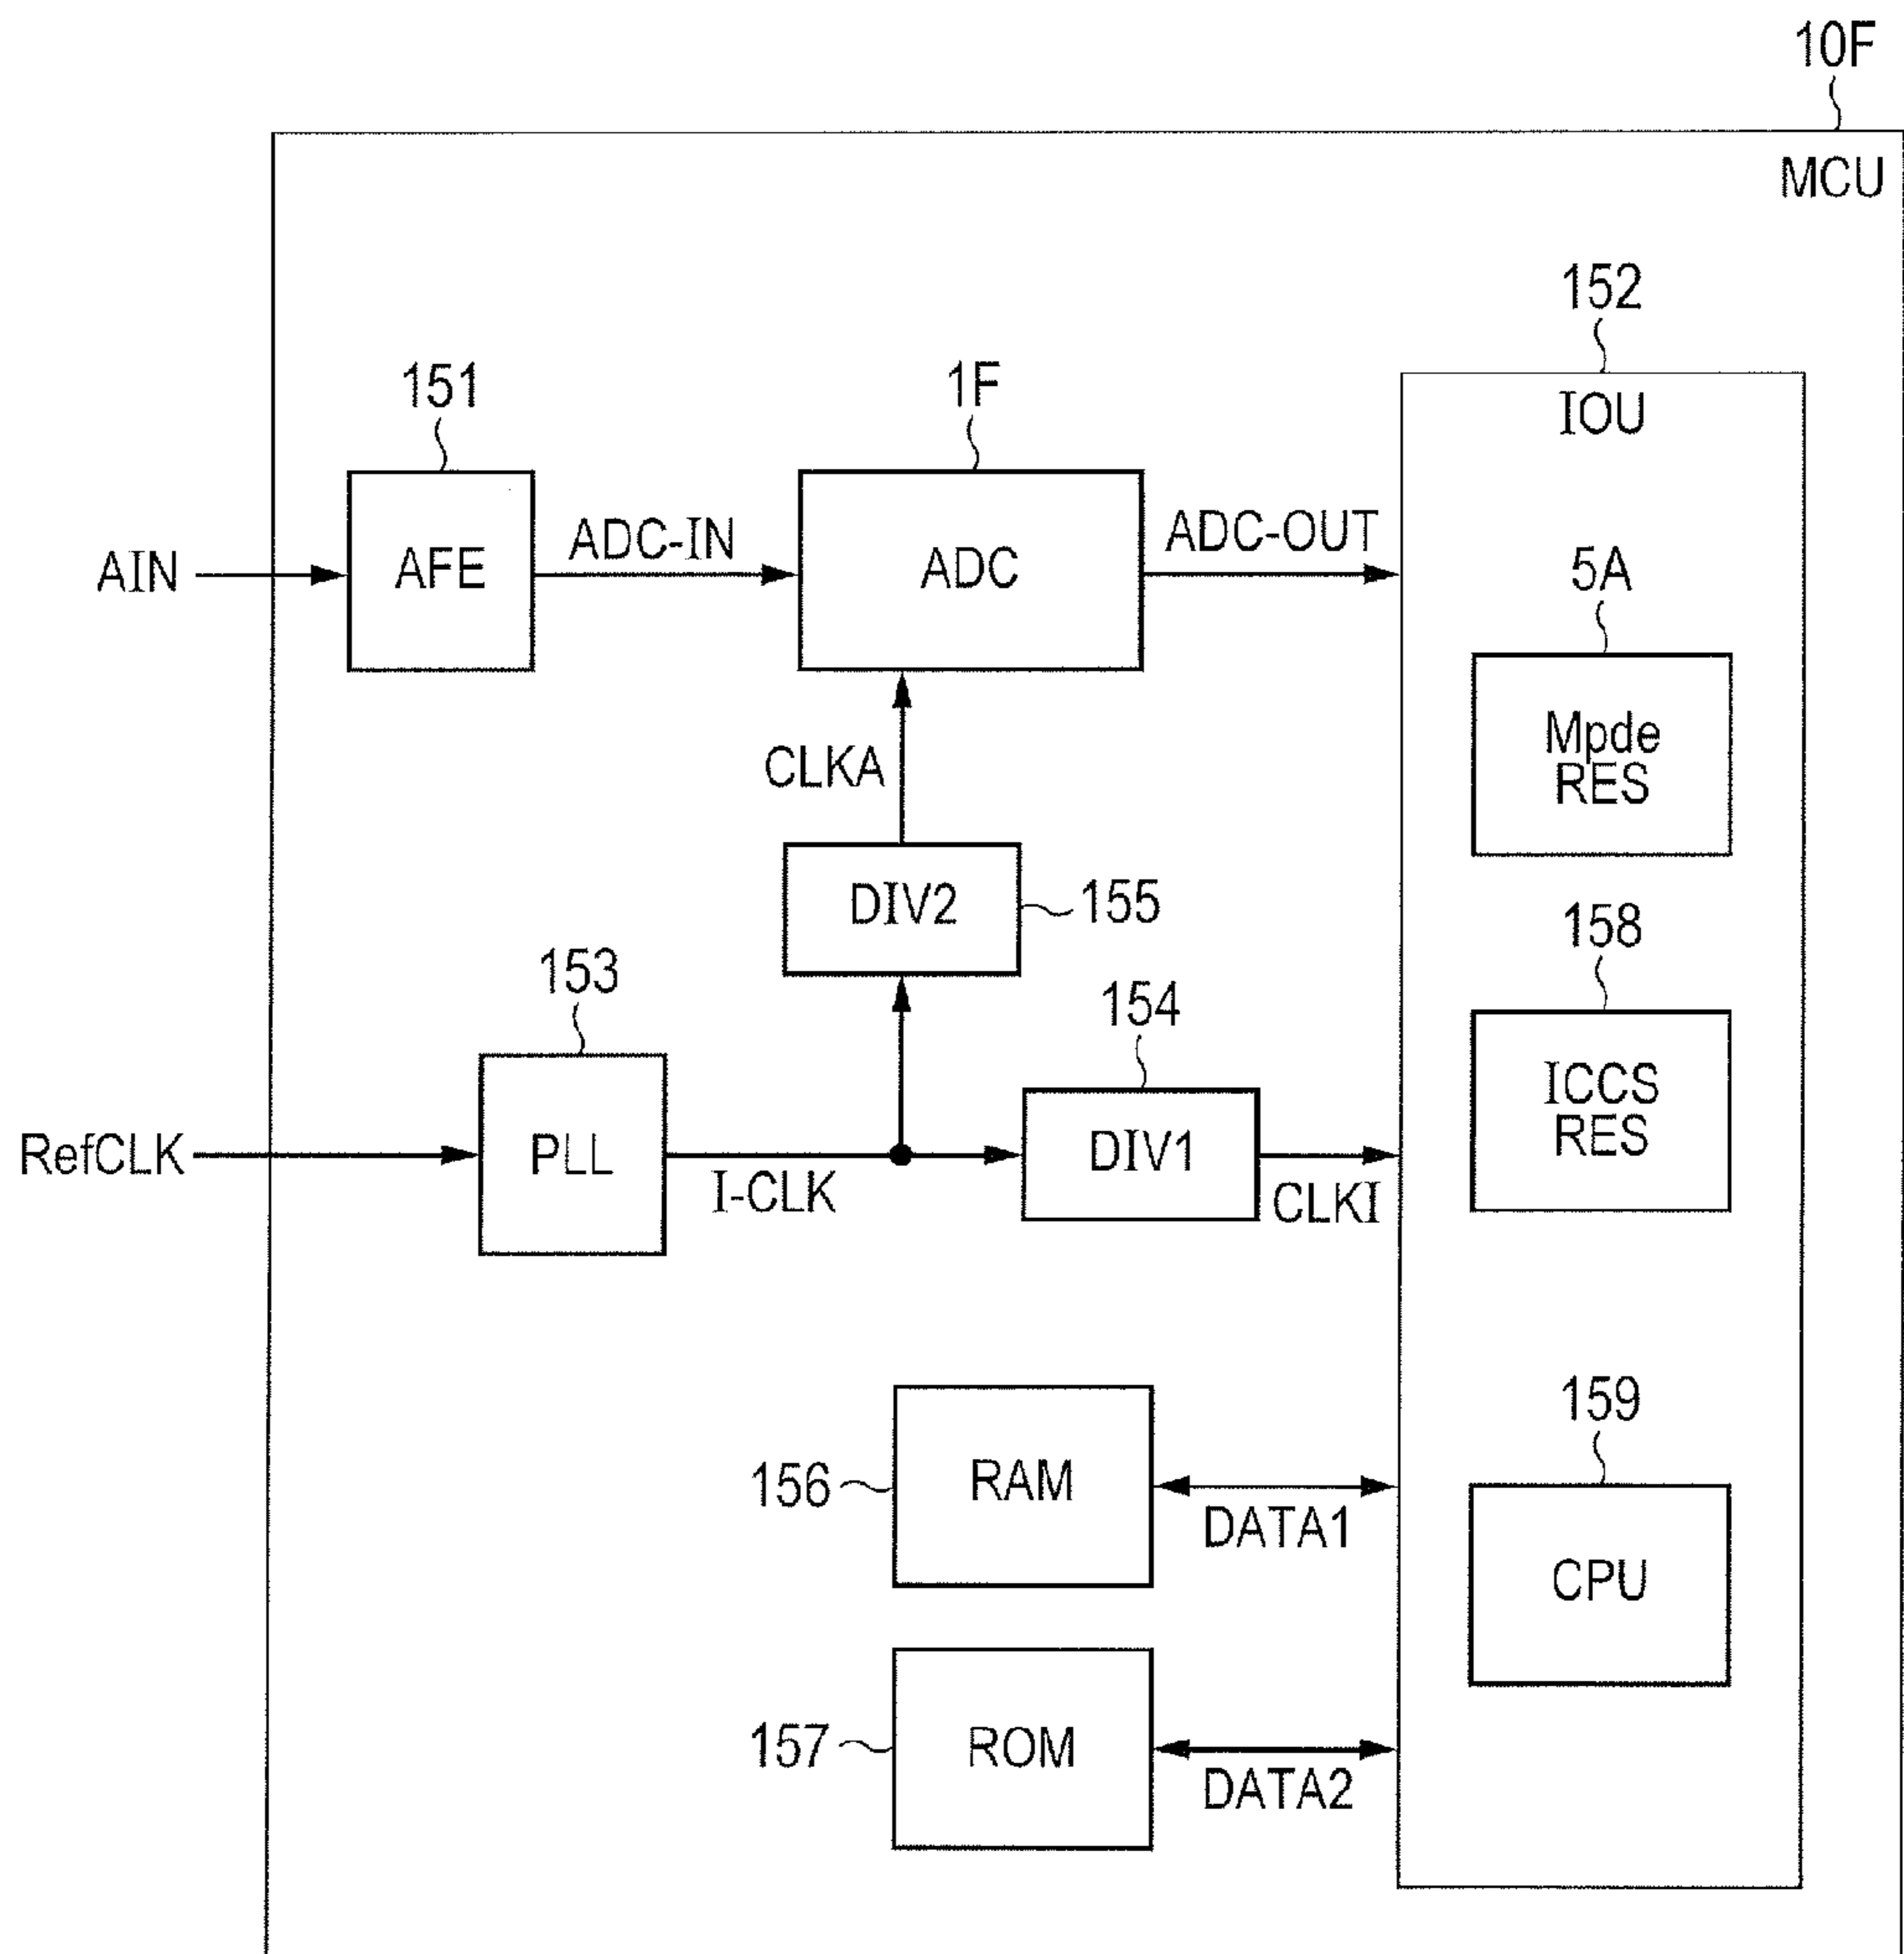 10F
MCU
152
IOU
151
1F
AIN
AFE
ADC-IN
ADC
ADC-OUT
5A
Mpde
RES
CLKA
DIV2
155
158
153
154
ICCS
RES
RefCLK
PLL
I-CLK
DIV1
CLKI
159
156
RAM
DATA1
CPU
157
ROM
DATA2